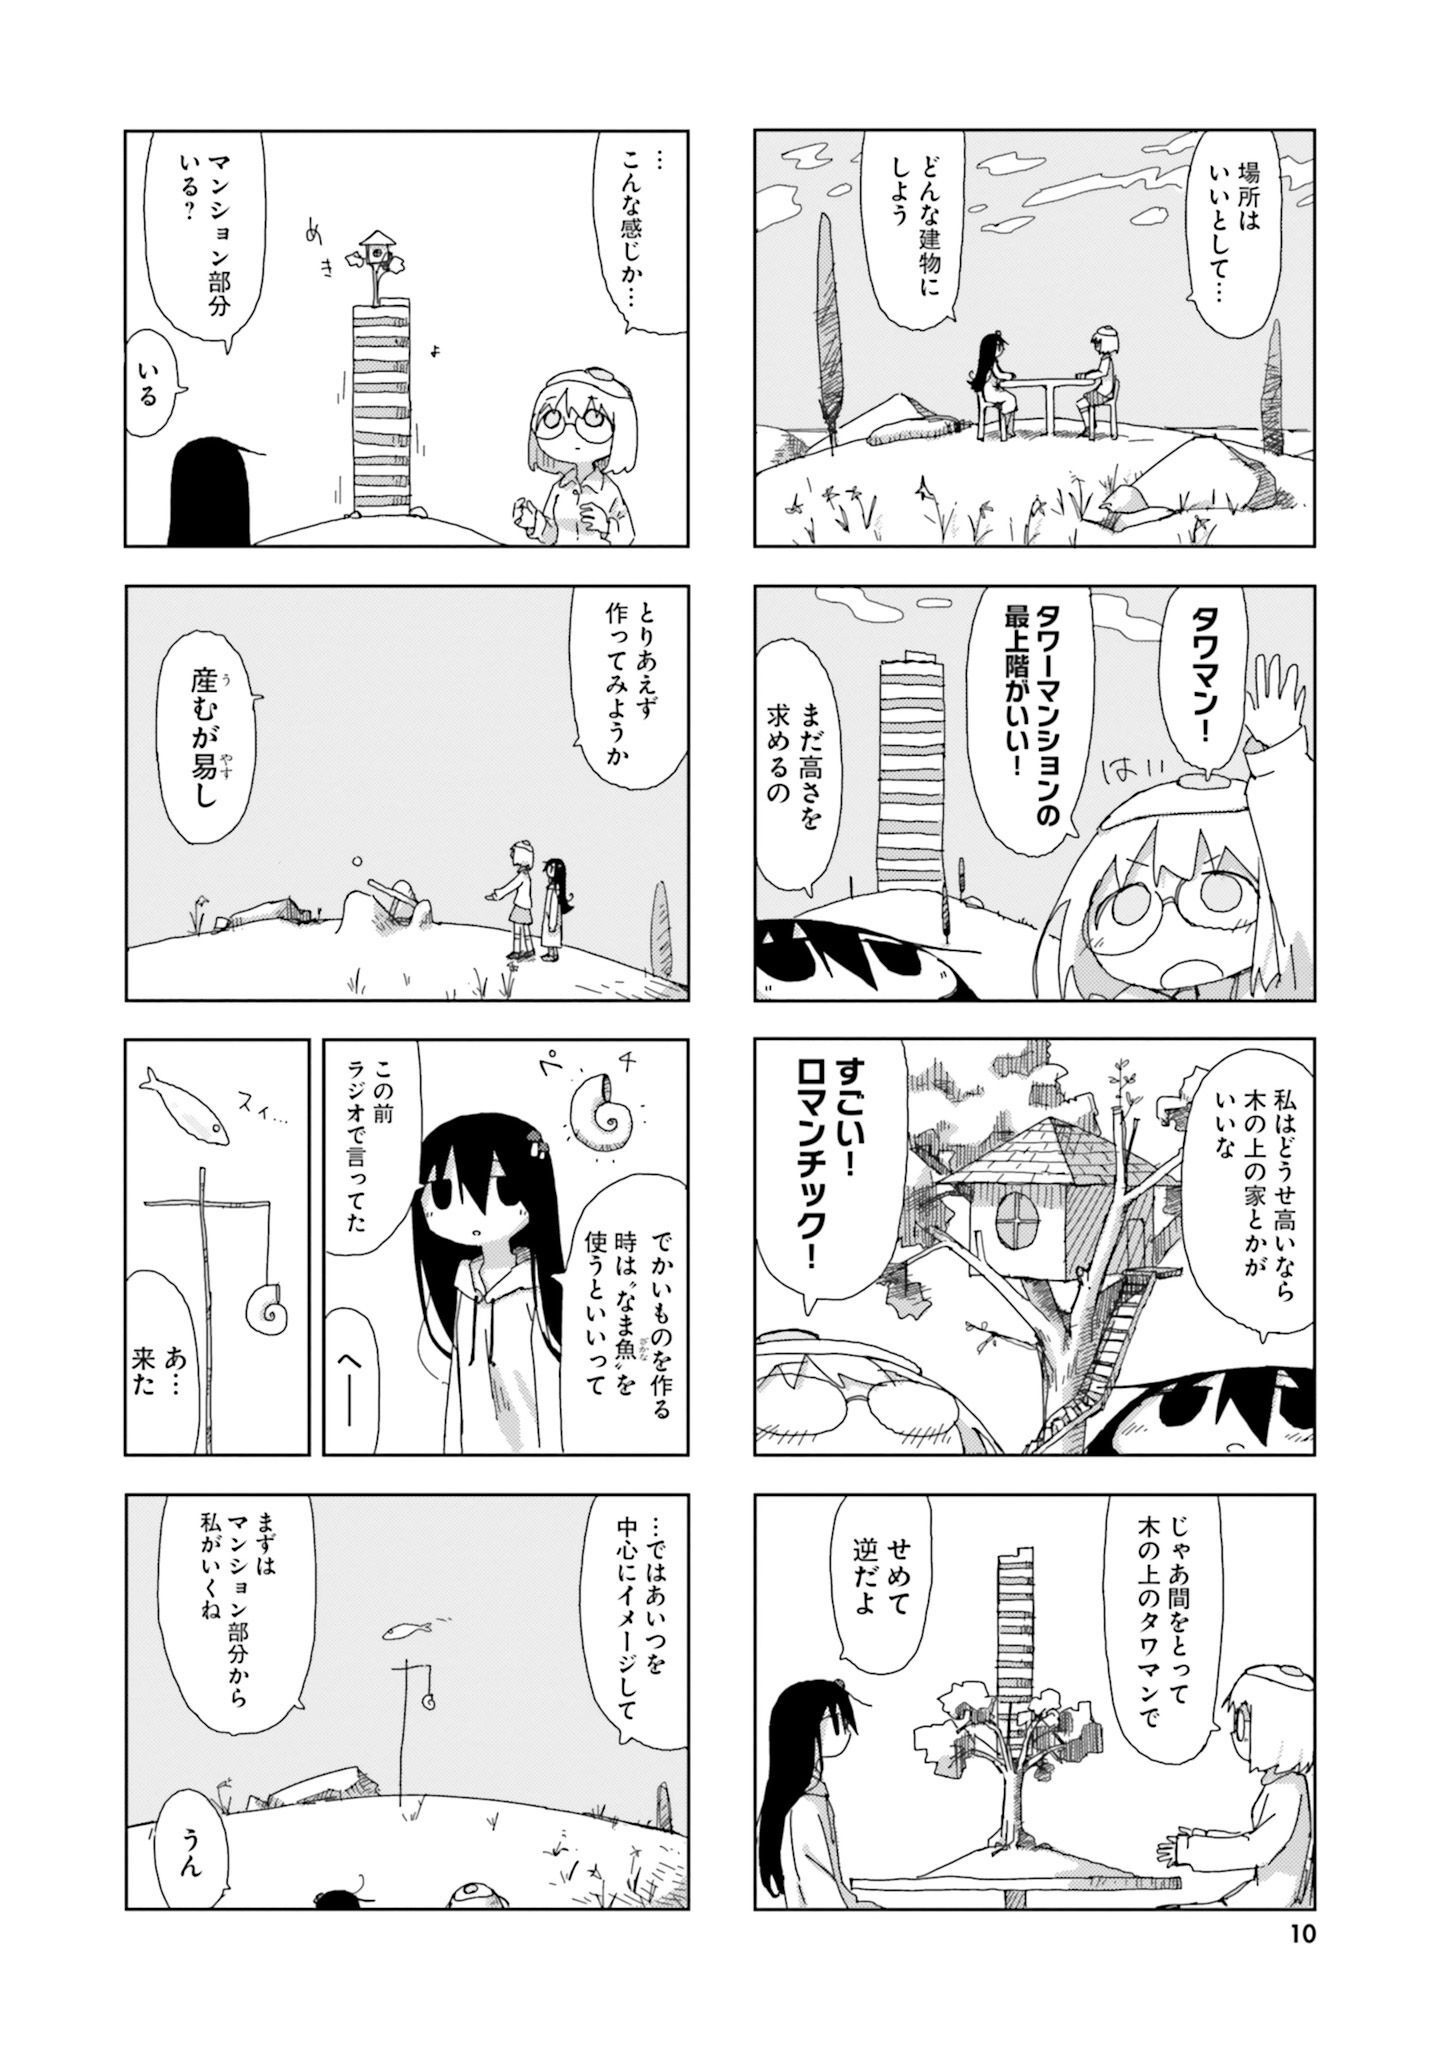 場所は
いいとして…
どんな建物に
しよう
タワマン！
タワーマンションの
最上階がいい！
はい
まだ高さを
求めるの
私はどうせ高いなら
木の上の家とかが
いいな
すごい！
ロマンチック！
じゃあ間をとって
木の上のタワマンで
せめて
逆だよ
…
こんな感じか…
めき
ょ
マンション部分
いる？
いる
とりあえず
作ってみようか
産むが易し
う
やす
チ
ペ
でかいものを作る
時は〝なま魚〟を
ざかな
使うといいって
この前
ラジオで言ってた
へー
スィ…
あ…
来た
…ではあいつを
中心にイメージして
まずは
マンション部分から
私がいくね
うん
10